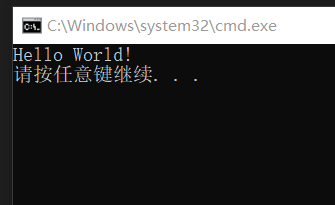 C:\Windows\system32\cmd.exe
Hello World!
请按任意键继续. . .